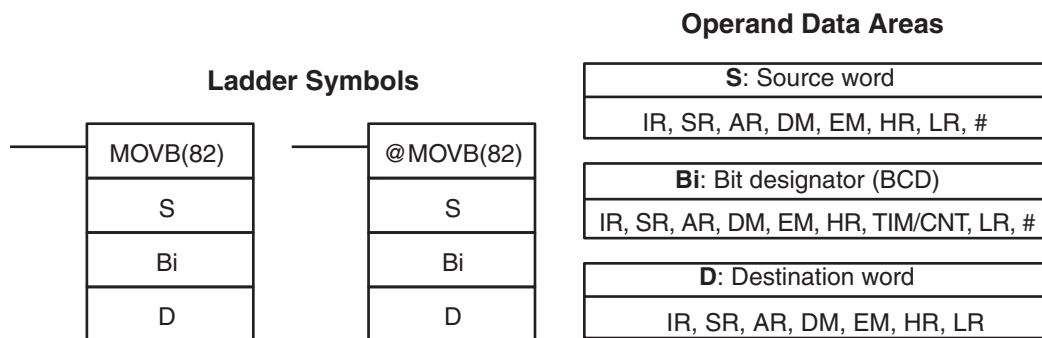 Ladder Symbols
MOVB(82)
S
Bi
D
@MOVB(82)
S
Bi
D
Operand Data Areas
S: Source word
IR, SR, AR, DM, EM, HR, LR, #
Bi: Bit designator (BCD)
IR, SR, AR, DM, EM, HR, TIM/CNT, LR, #
D: Destination word
IR, SR, AR, DM, EM, HR, LR